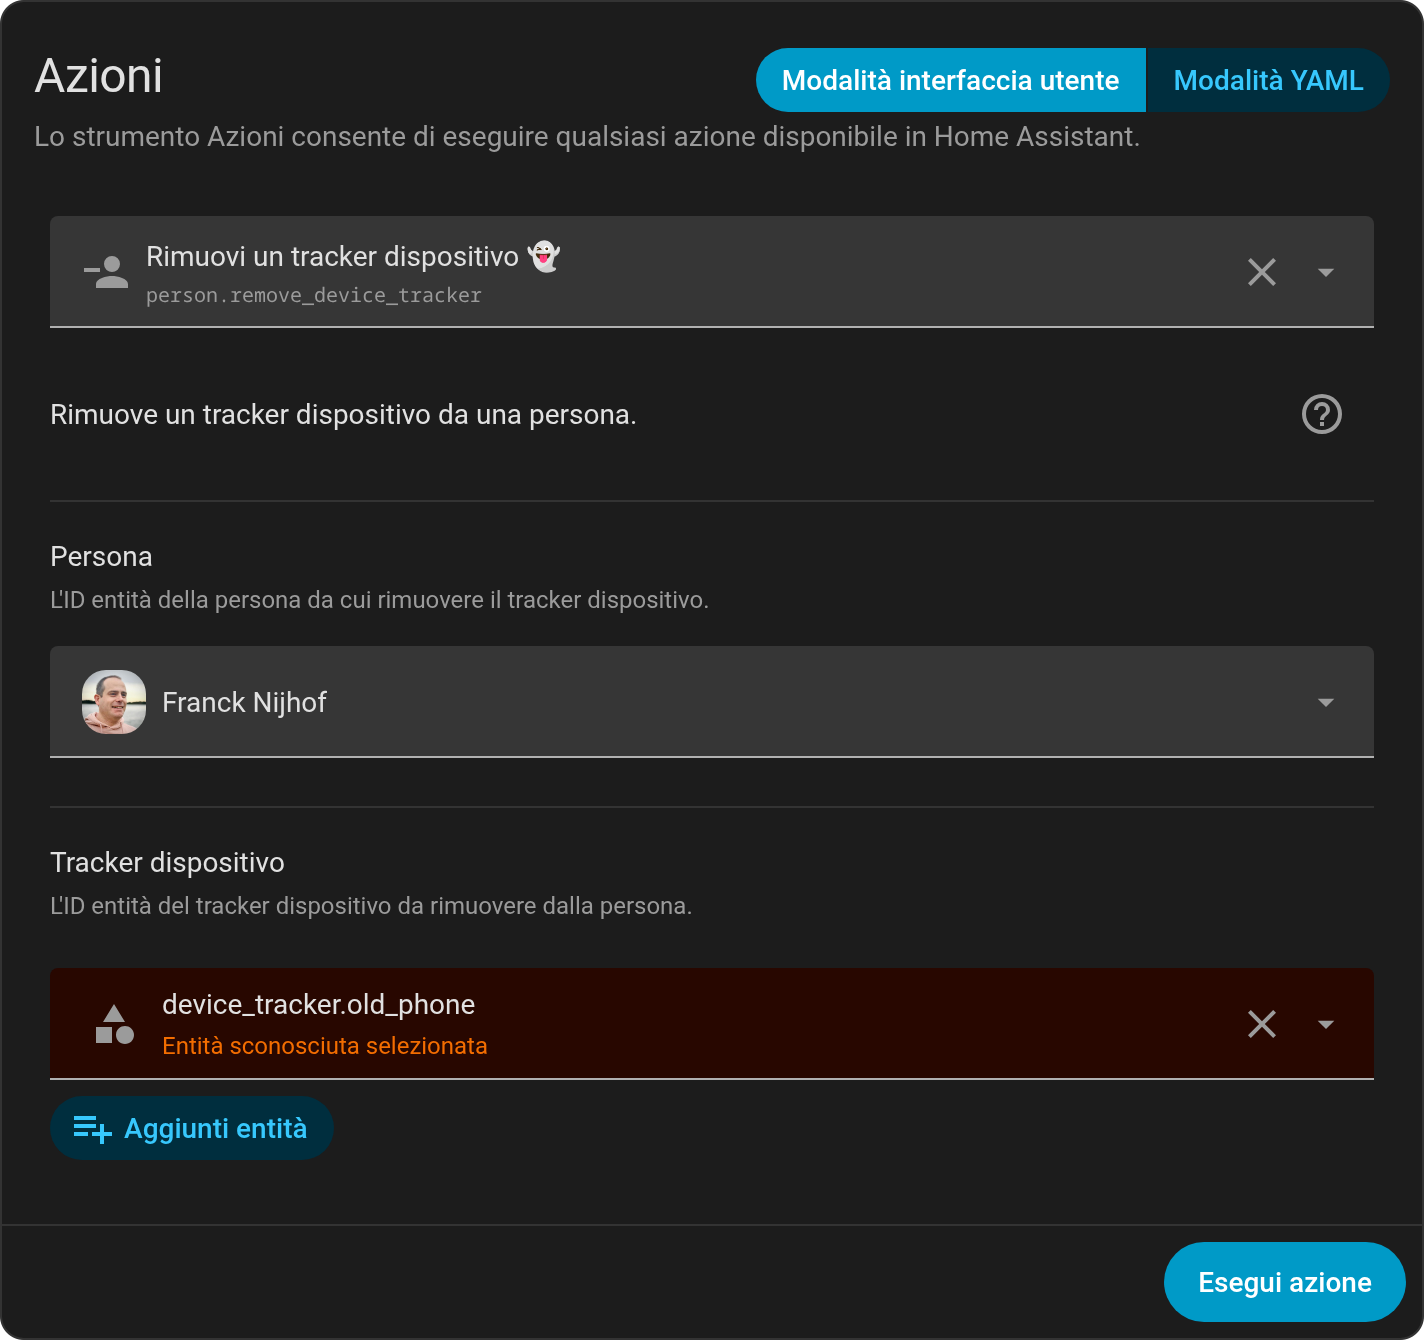 Azioni
Modalità interfaccia utente
Modalità YAML
Lo strumento Azioni consente di eseguire qualsiasi azione disponibile in Home Assistant.
Rimuovi un tracker dispositivo 👻
person.remove_device_tracker
Rimuove un tracker dispositivo da una persona.
Persona
L'ID entità della persona da cui rimuovere il tracker dispositivo.
Franck Nijhof
Tracker dispositivo
L'ID entità del tracker dispositivo da rimuovere dalla persona.
device_tracker.old_phone
Entità sconosciuta selezionata
Aggiunti entità
Esegui azione